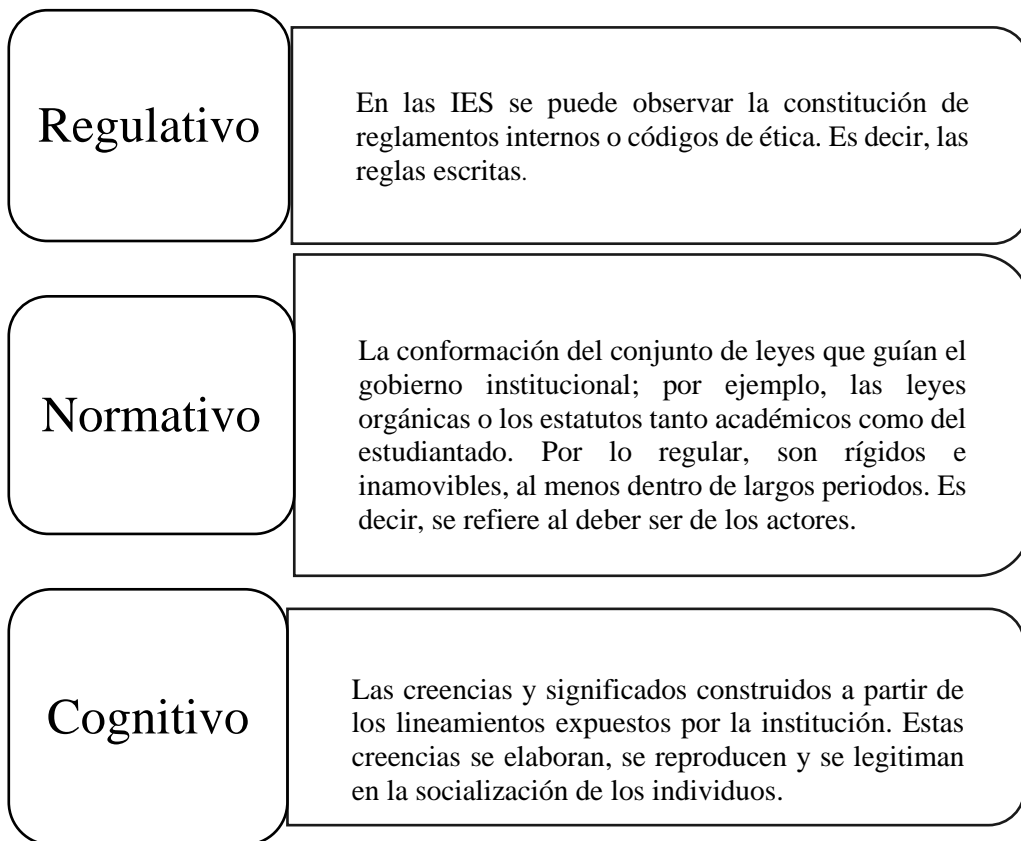 Regulativo
En las IES se puede observar la constitución de
reglamentos internos o códigos de ética. Es decir, las
reglas escritas.
Normativo
La conformación del conjunto de leyes que guían el
gobierno institucional; por ejemplo, las leyes
orgánicas o los estatutos tanto académicos como del
estudiantado. Por lo regular, son rígidos e
inamovibles, al menos dentro de largos periodos. Es
decir, se refiere al deber ser de los actores.
Cognitivo
Las creencias y significados construidos a partir de
los lineamientos expuestos por la institución. Estas
creencias se elaboran, se reproducen y se legitiman
en la socialización de los individuos.